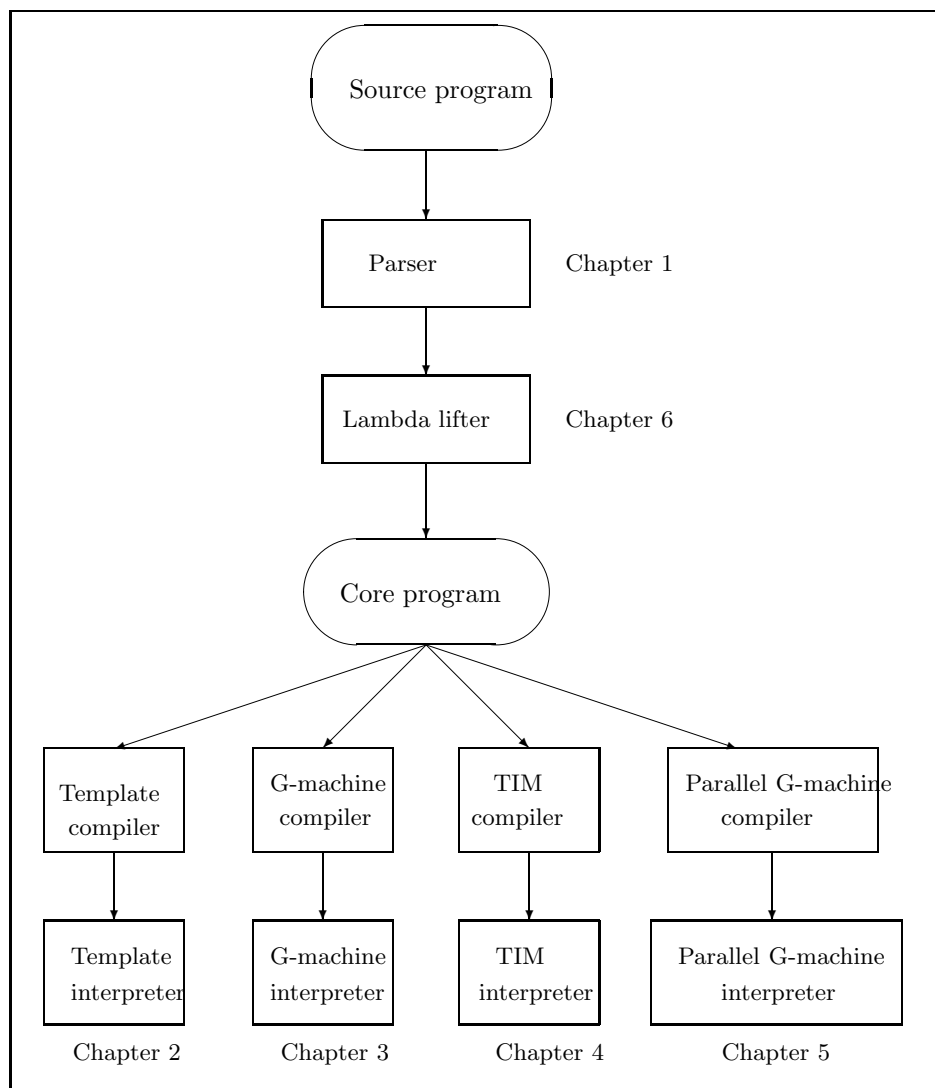 Source program
Parser
Chapter 1
Lambda lifter
Chapter 6
Core program
Template
compiler
G-machine
compiler
TIM
compiler
Parallel G-machine
compiler
Template
interpreter
G-machine
interpreter
TIM
interpreter
Parallel G-machine
interpreter
Chapter 2
Chapter 3
Chapter 4
Chapter 5